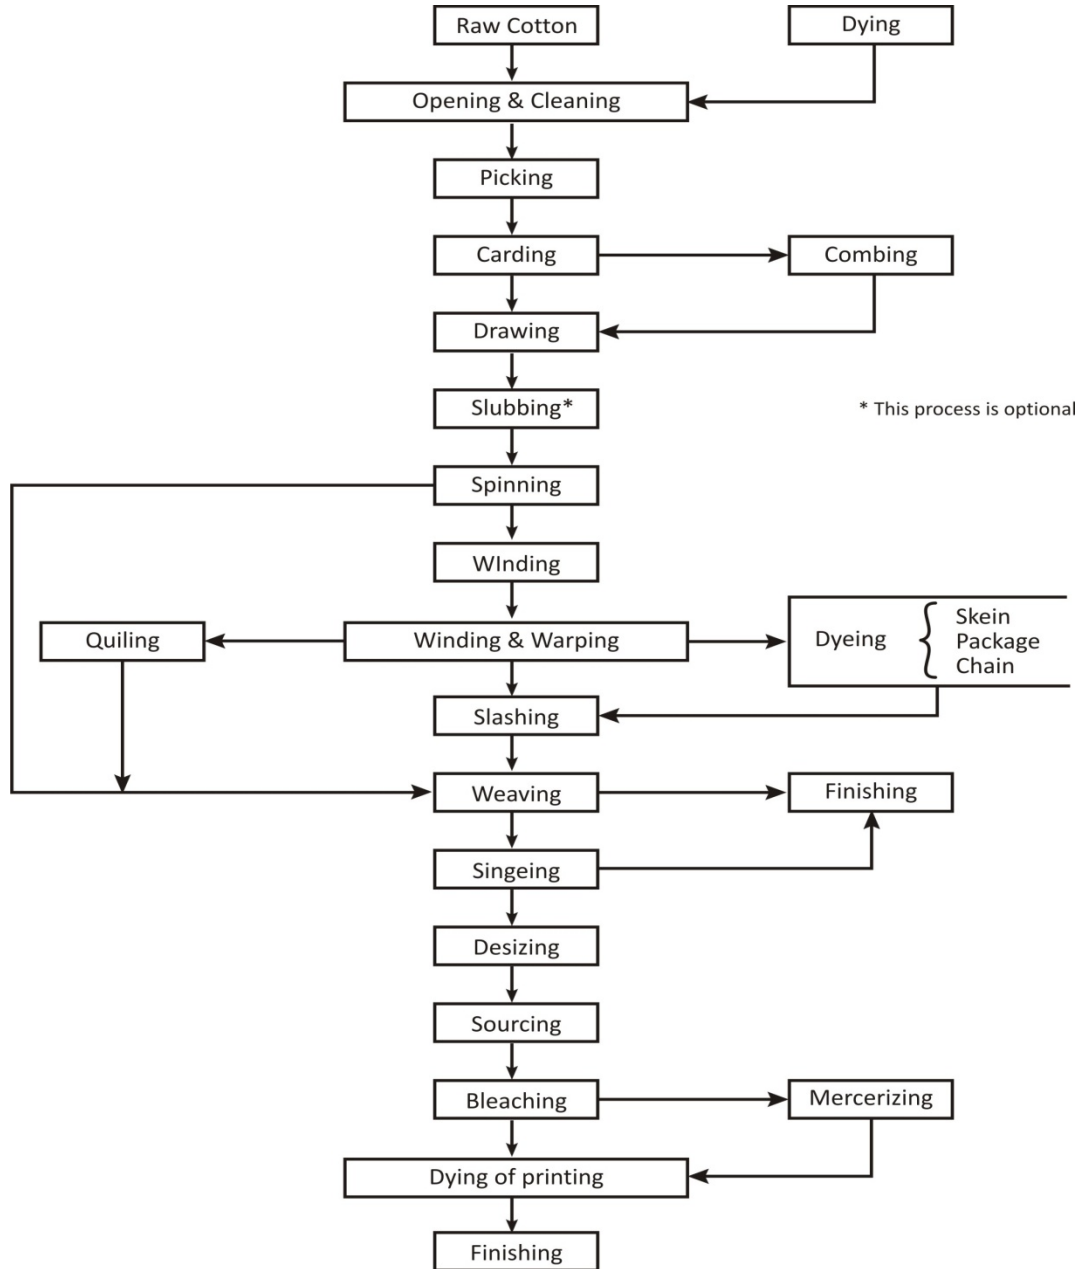 Raw Cotton
Dying
Opening & Cleaning
Picking
Carding
Combing
Drawing
Slubbing*
* This process is optional
Spinning
WInding
Quiling
Winding & Warping
Dyeing
Skein
Package
Chain
Slashing
Weaving
Finishing
Singeing
Desizing
Sourcing
Bleaching
Mercerizing
Dying of printing
Finishing